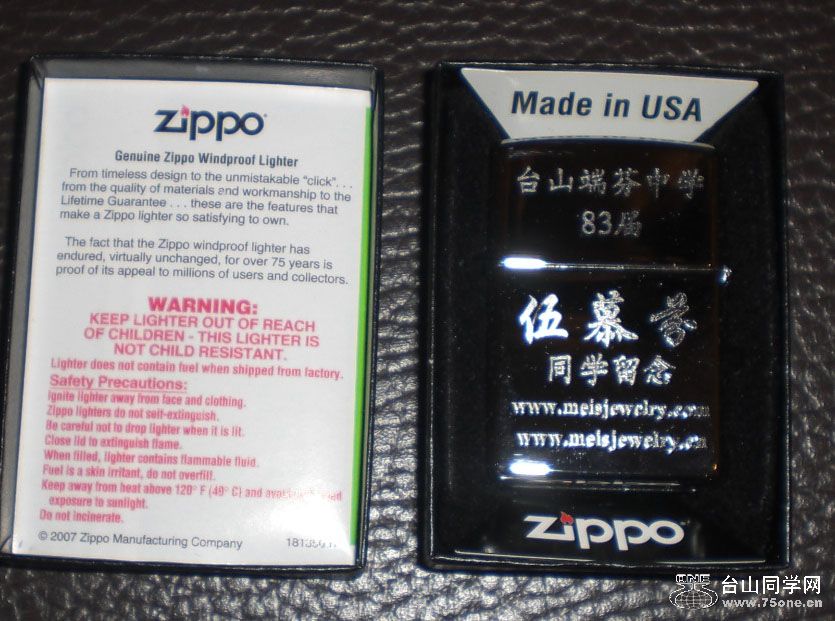 zippo
Genuine Zippo Windproof Lighter
From timeless design to the unmistakable “click”. . .
from the quality of materials and workmanship to the
Lifetime Guarantee . . . these are the features that
make a Zippo lighter so satisfying to own.
The fact that the Zippo windproof lighter has
endured, virtually unchanged, for over 75 years is
proof of its appeal to millions of users and collectors.
WARNING:
KEEP LIGHTER OUT OF REACH
OF CHILDREN - THIS LIGHTER IS
NOT CHILD RESISTANT.
Lighter does not contain fuel when shipped from factory.
Safety Precautions:
Ignite lighter away from face and clothing.
Zippo lighters do not self-extinguish.
Be careful not to drop lighter when it is lit.
Close lid to extinguish flame.
When filled, lighter contains flammable fluid.
Fuel is a skin irritant, do not overfill.
Keep away from heat above 120° F (49° C) and
exposure to sunlight.
Do not incinerate.
© 2007 Zippo Manufacturing Company
Made in USA
台山端芬中学
83届
伍慕芬
同学留念
www.meisjewelry.com
www.meisjewelry.cn
zippo
ONE
台山同学网
www.75one.cn